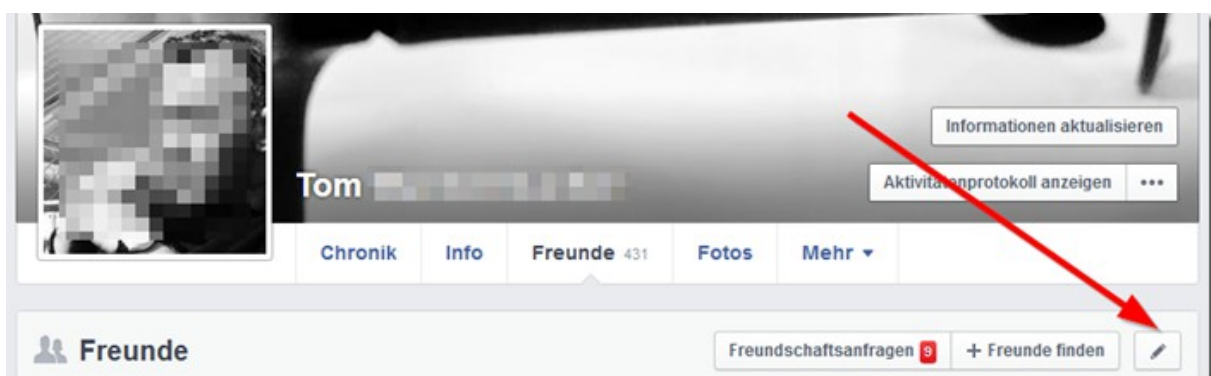 Informationen aktualisieren
Tom
Aktivitätenprotokoll anzeigen
Chronik Info Freunde 431 Fotos Mehr
Freunde Freundschaftsanfragen 9 + Freunde finden